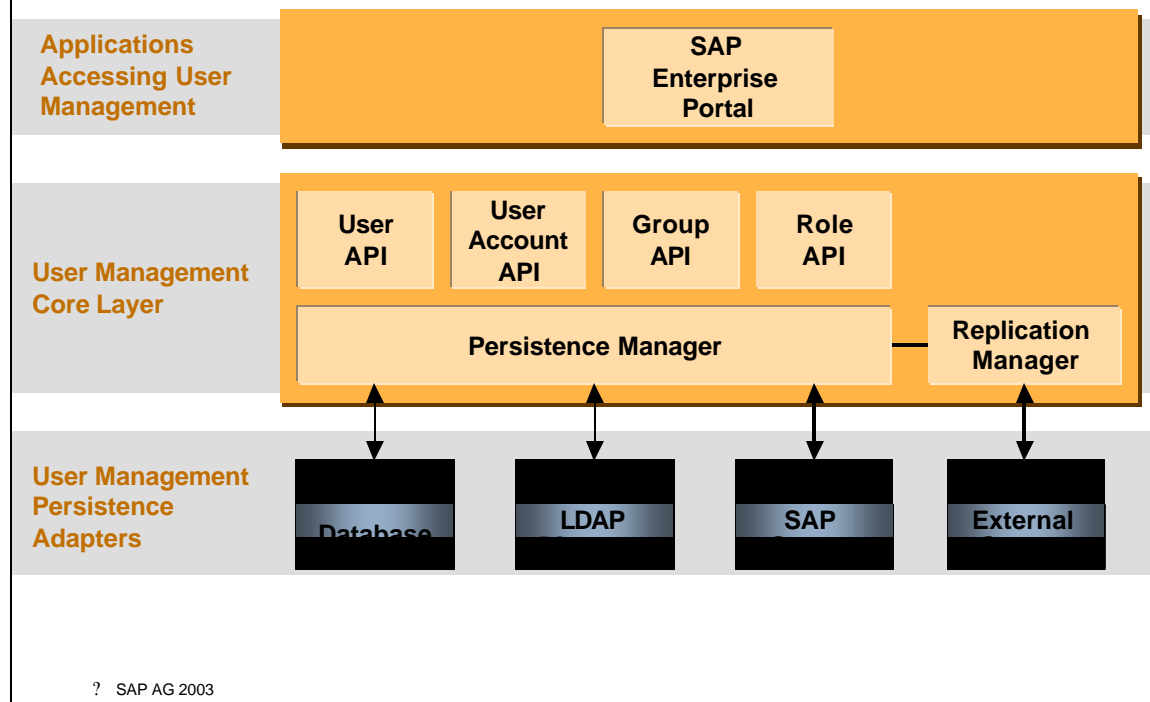 Applications
Accessing User
Management
SAP
Enterprise
Portal
User Management
Core Layer
User
API
User
Account
API
Group
API
Role
API
Persistence Manager
Replication
Manager
User Management
Persistence
Adapters
Database
LDAP
SAP
External
? SAP AG 2003